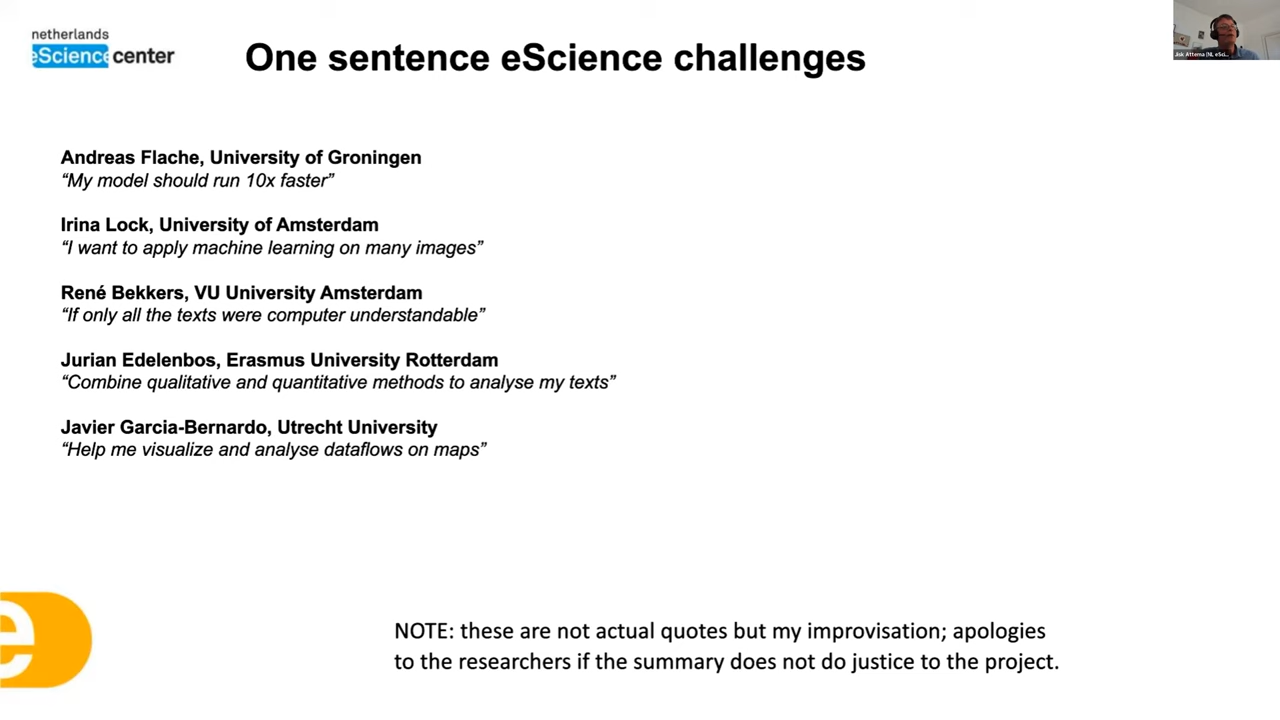 netherlands
eScience center
One sentence eScience challenges
Jisk Attema (NL eSci...
Andreas Flache, University of Groningen
“My model should run 10x faster”
Irina Lock, University of Amsterdam
“I want to apply machine learning on many images”
René Bekkers, VU University Amsterdam
“If only all the texts were computer understandable”
Jurian Edelenbos, Erasmus University Rotterdam
“Combine qualitative and quantitative methods to analyse my texts”
Javier Garcia-Bernardo, Utrecht University
“Help me visualize and analyse dataflows on maps”
e
NOTE: these are not actual quotes but my improvisation; apologies
to the researchers if the summary does not do justice to the project.